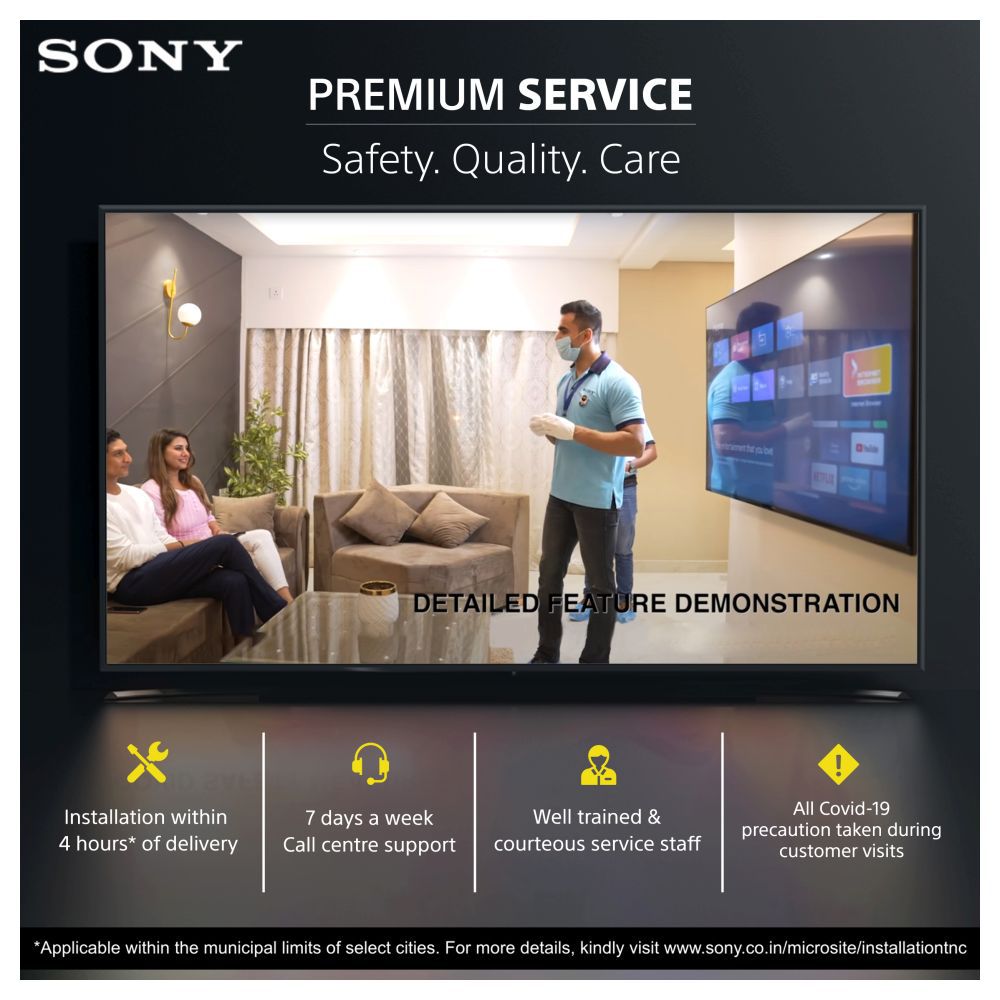 SONY
PREMIUM SERVICE
Safety. Quality. Care
NETFLIX
YouTube
DETAILED FEATURE DEMONSTRATION
Installation within
4 hours* of delivery
7 days a week
Call centre support
Well trained &
courteous service staff
All Covid-19
precaution taken during
customer visits
*Applicable within the municipal limits of select cities. For more details, kindly visit www.sony.co.in/microsite/installationtnc